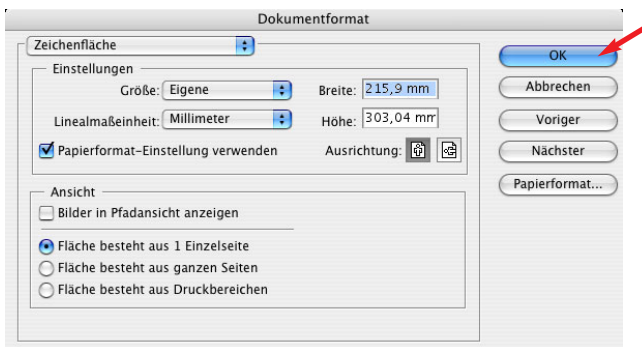 Dokumentformat
Zeichenfläche
OK
Einstellungen
Größe: Eigene
Breite: 215,9 mm
Abbrechen
Linealmaßeinheit: Millimeter
Höhe: 303,04 mm
Voriger
Papierformat-Einstellung verwenden
Ausrichtung:
Nächster
Papierformat...
Ansicht
Bilder in Pfadansicht anzeigen
Fläche besteht aus 1 Einzelseite
Fläche besteht aus ganzen Seiten
Fläche besteht aus Druckbereichen